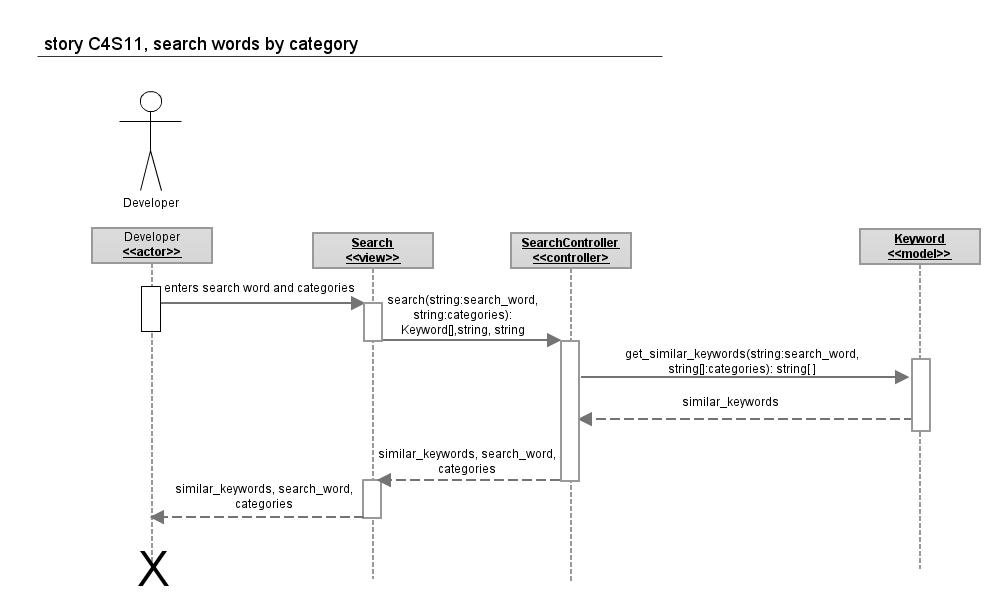 story C4S11, search words by category
Developer
Developer
<<actor>>
Search
<<view>>
SearchController
<<controller>
Keyword
<<model>>
enters search word and categories
search(string:search_word,
string:categories):
Keyword[],string, string
get_similar_keywords(string:search_word,
string[]:categories): string[ ]
similar_keywords
similar_keywords, search_word,
categories
similar_keywords, search_word,
categories
X